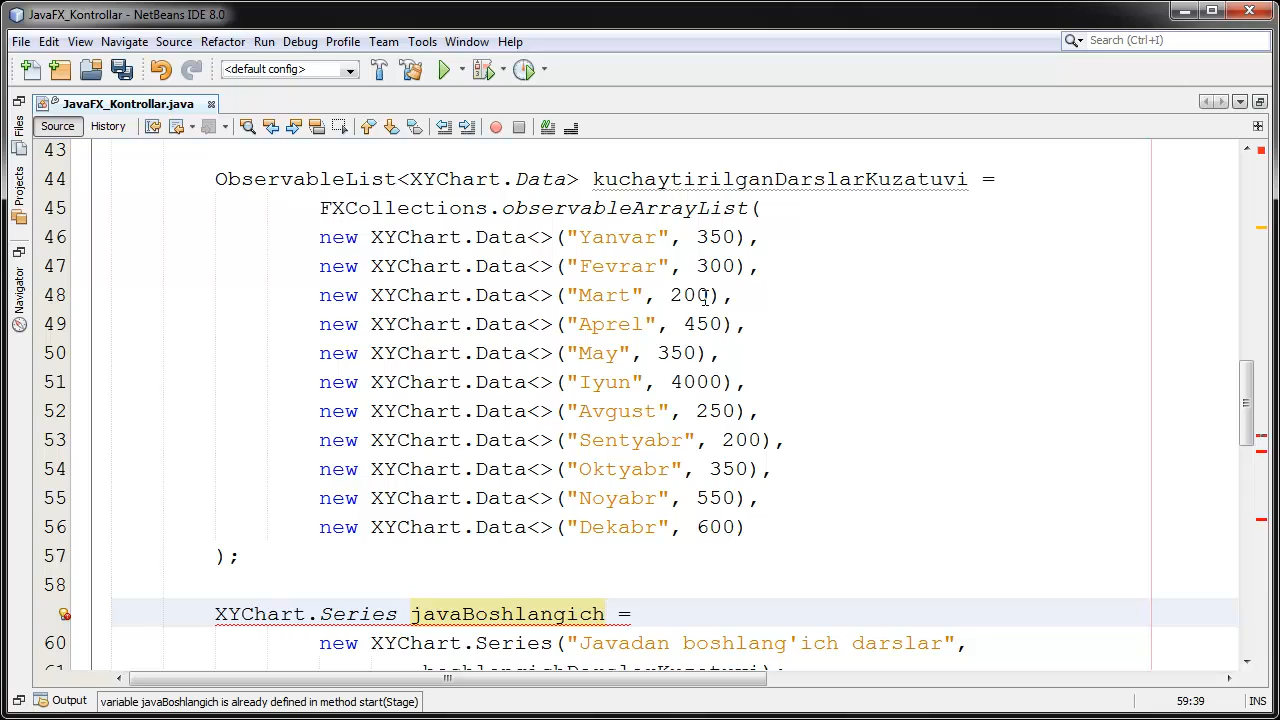 JavaFX_Kontrollar - NetBeans IDE 8.0
File Edit View Navigate Source Refactor Run Debug Profile Team Tools Window Help
Search (Ctrl+I)
<default config>
JavaFX_Kontrollar.java
Source History
Files
Projects
Navigator
43
44 ObservableList<XYChart.Data> kuchaytirilganDarslarKuzatuvi =
45 FXCollections.observableArrayList(
46 new XYChart.Data<>("Yanvar", 350),
47 new XYChart.Data<>("Fevrar", 300),
48 new XYChart.Data<>("Mart", 200),
49 new XYChart.Data<>("Aprel", 450),
50 new XYChart.Data<>("May", 350),
51 new XYChart.Data<>("Iyun", 4000),
52 new XYChart.Data<>("Avgust", 250),
53 new XYChart.Data<>("Sentyabr", 200),
54 new XYChart.Data<>("Oktyabr", 350),
55 new XYChart.Data<>("Noyabr", 550),
56 new XYChart.Data<>("Dekabr", 600)
57 );
58
XYChart.Series javaBoshlangich =
60 new XYChart.Series("Javadan boshlang'ich darslar",
61 boshlangichDarslarKuzatuvi);
Output
variable javaBoshlangich is already defined in method start(Stage)
59:39
INS